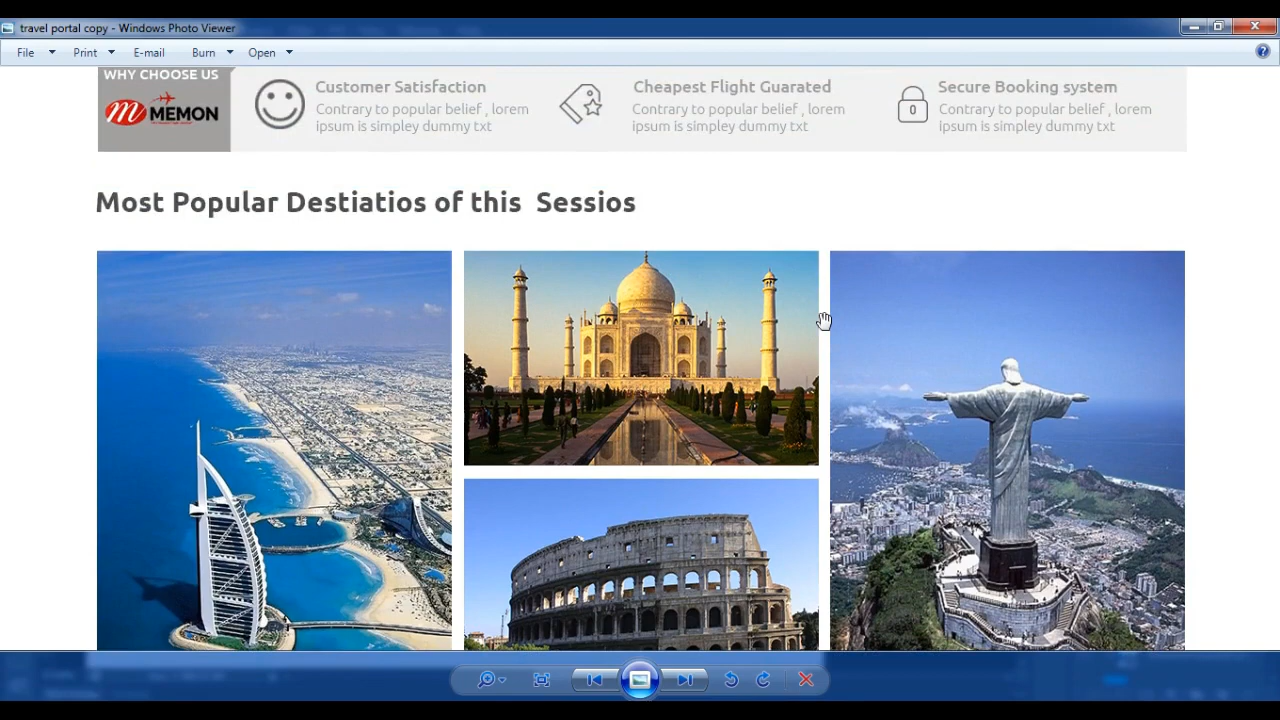 travel portal copy - Windows Photo Viewer
File Print E-mail Burn Open
WHY CHOOSE US
MEMON
Customer Satisfaction
Contrary to popular belief , lorem
ipsum is simpley dummy txt
Cheapest Flight Guarated
Contrary to popular belief , lorem
ipsum is simpley dummy txt
0
Secure Booking system
Contrary to popular belief , lorem
ipsum is simpley dummy txt
Most Popular Destiatios of this Sessios